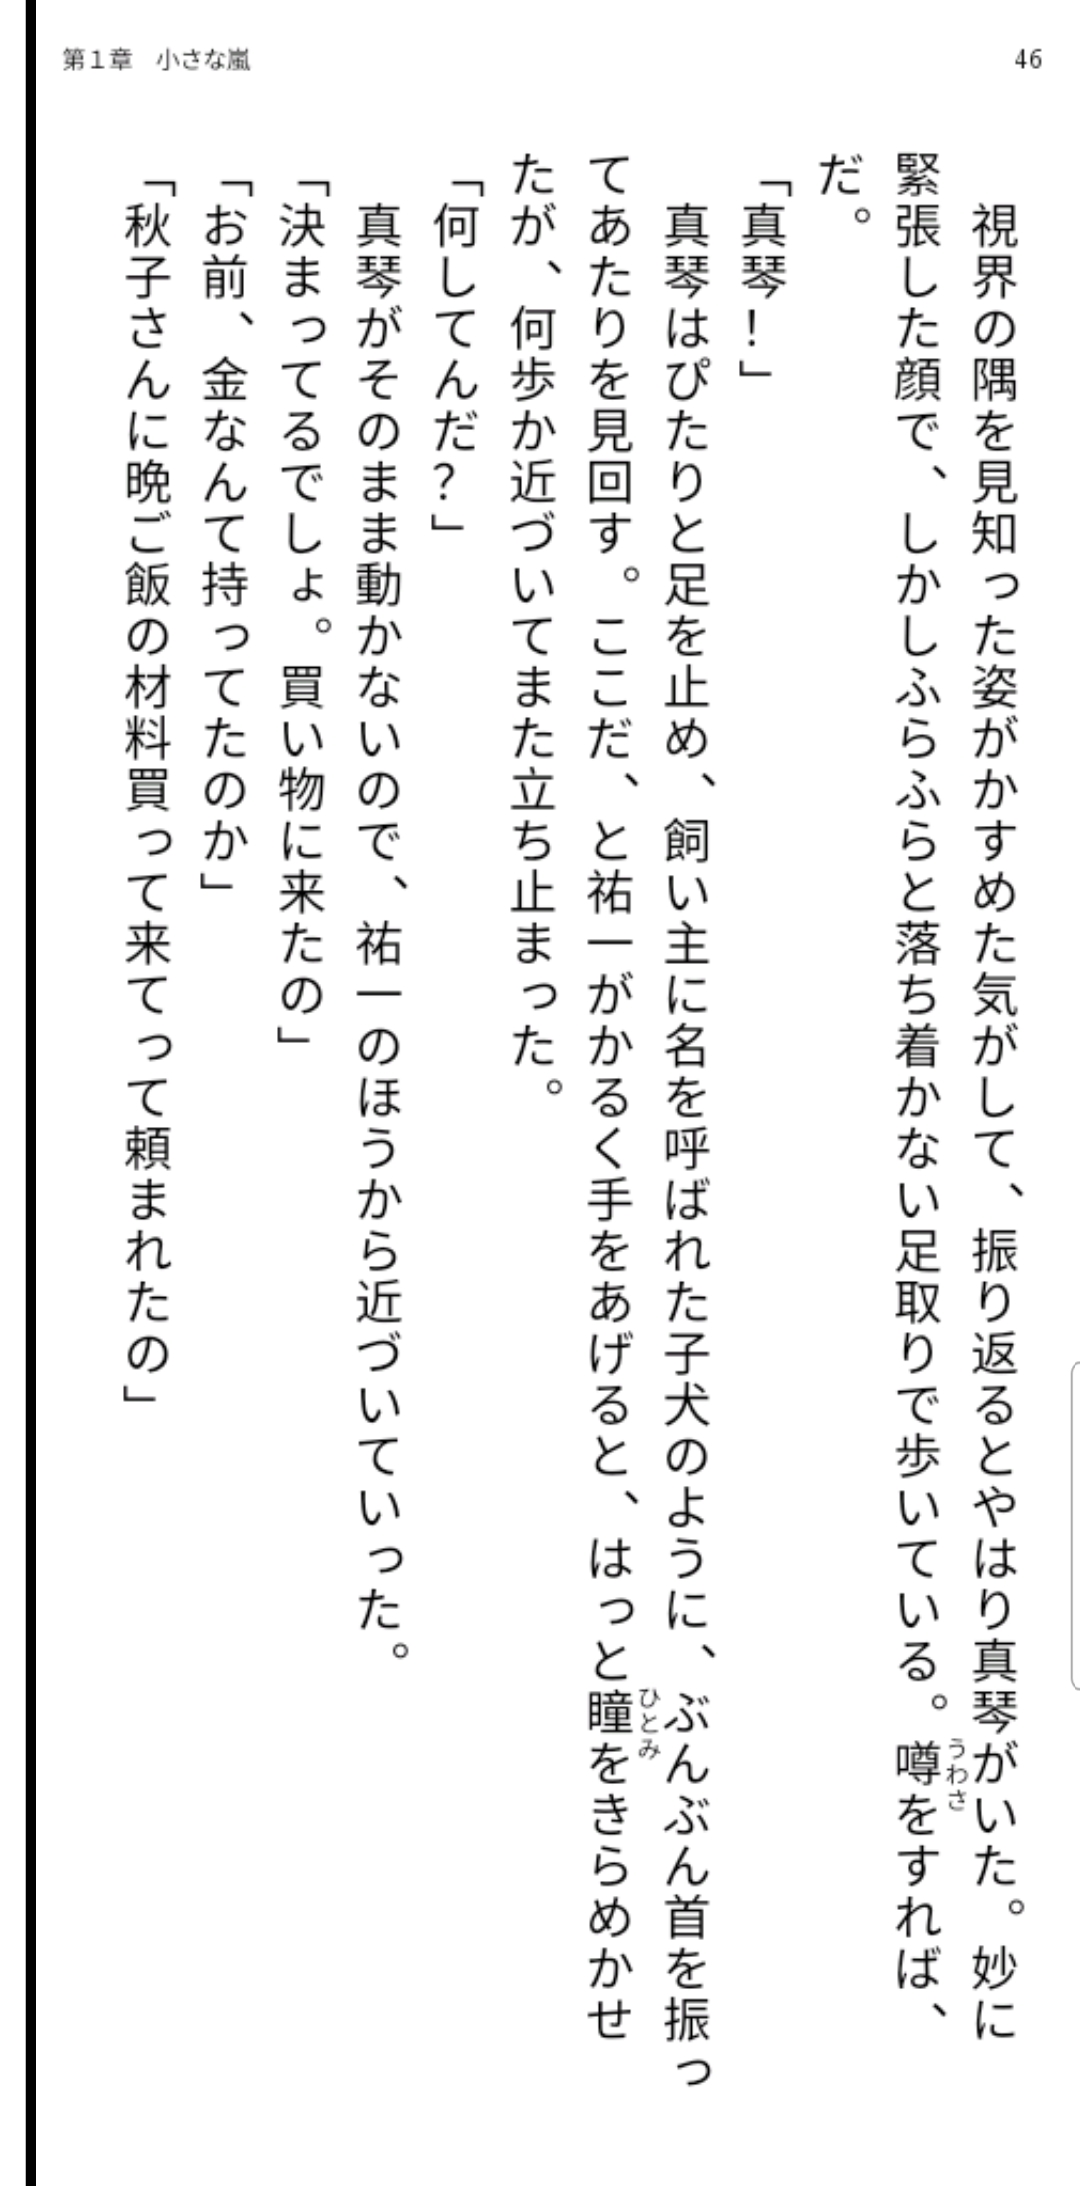 第１章　小さな嵐
46
　視界の隅を見知った姿がかすめた気がして、振り返るとやはり真琴がいた。妙に
緊張した顔で、しかしふらふらと落ち着かない足取りで歩いている。噂をすれば、
だ。
「真琴！」
　真琴はぴたりと足を止め、飼い主に名を呼ばれた子犬のように、ぶんぶん首を振っ
てあたりを見回す。ここだ、と祐一がかるく手をあげると、はっと瞳をきらめかせ
たが、何歩か近づいてまた立ち止まった。
「何してんだ？」
　真琴がそのまま動かないので、祐一のほうから近づいていった。
「決まってるでしょ。買い物に来たの」
「お前、金なんて持ってたのか」
「秋子さんに晩ご飯の材料買って来てって頼まれたの」
うわさ
ひとみ